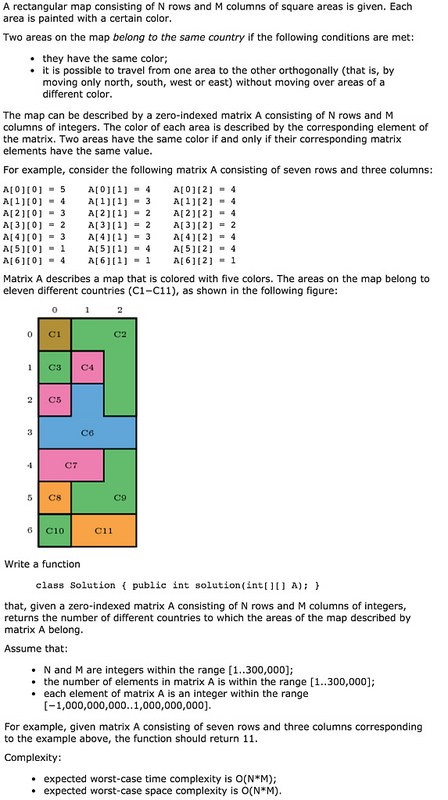 A rectangular map consisting of N rows and M columns of square areas is given. Each
area is painted with a certain color.
Two areas on the map belong to the same country if the following conditions are met:
• they have the same color;
• it is possible to travel from one area to the other orthogonally (that is, by
moving only north, south, west or east) without moving over areas of a
different color.
The map can be described by a zero-indexed matrix A consisting of N rows and M
columns of integers. The color of each area is described by the corresponding element of
the matrix. Two areas have the same color if and only if their corresponding matrix
elements have the same value.
For example, consider the following matrix A consisting of seven rows and three columns:
A[0][0] = 5 A[0][1] = 4 A[0][2] = 4
A[1][0] = 4 A[1][1] = 3 A[1][2] = 4
A[2][0] = 3 A[2][1] = 2 A[2][2] = 4
A[3][0] = 2 A[3][1] = 2 A[3][2] = 2
A[4][0] = 3 A[4][1] = 3 A[4][2] = 4
A[5][0] = 1 A[5][1] = 4 A[5][2] = 4
A[6][0] = 4 A[6][1] = 1 A[6][2] = 1
Matrix A describes a map that is colored with five colors. The areas on the map belong to
eleven different countries (C1−C11), as shown in the following figure:
0 1 2
0 C1 C2
1 C3 C4
2 C5
3 C6
4 C7
5 C8 C9
6 C10 C11
Write a function
class Solution { public int solution(int[][] A); }
that, given a zero-indexed matrix A consisting of N rows and M columns of integers,
returns the number of different countries to which the areas of the map described by
matrix A belong.
Assume that:
• N and M are integers within the range [1..300,000];
• the number of elements in matrix A is within the range [1..300,000];
• each element of matrix A is an integer within the range
[−1,000,000,000..1,000,000,000].
For example, given matrix A consisting of seven rows and three columns corresponding
to the example above, the function should return 11.
Complexity:
• expected worst-case time complexity is O(N*M);
• expected worst-case space complexity is O(N*M).